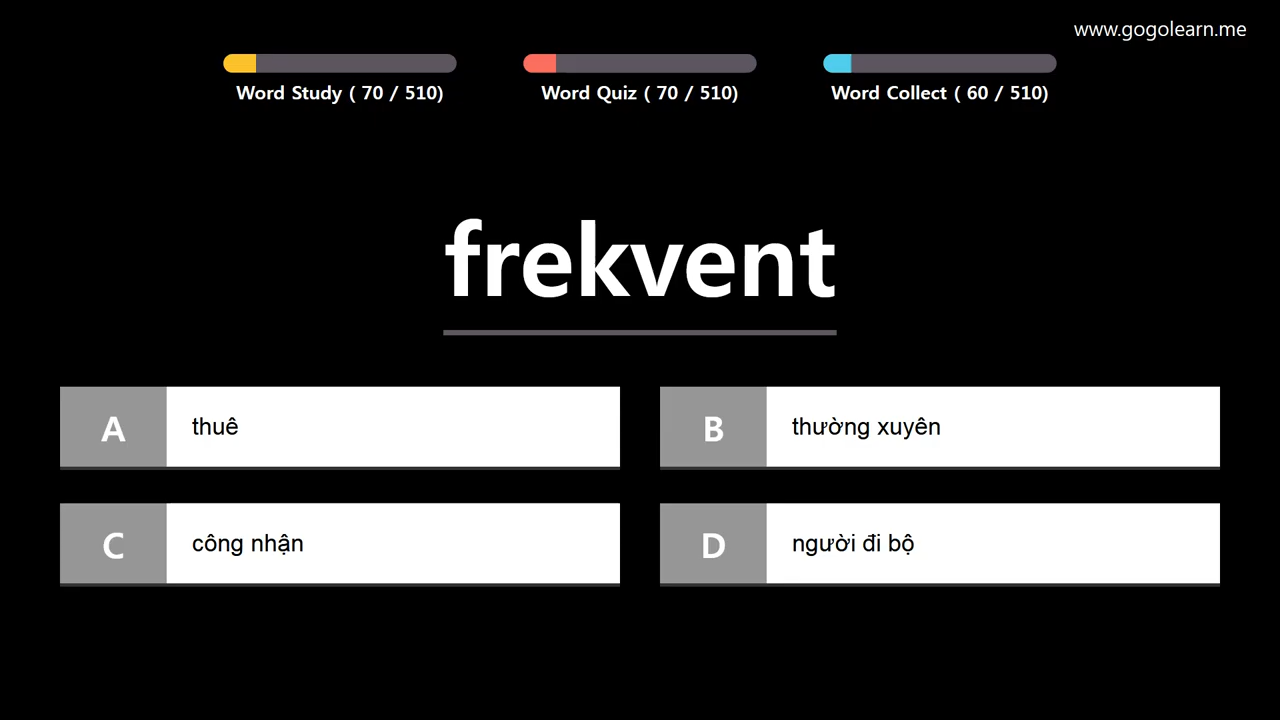 www.gogolearn.me
Word Study ( 70 / 510)
Word Quiz ( 70 / 510)
Word Collect ( 60 / 510)
frekvent
A thuê
B thường xuyên
C công nhận
D người đi bộ